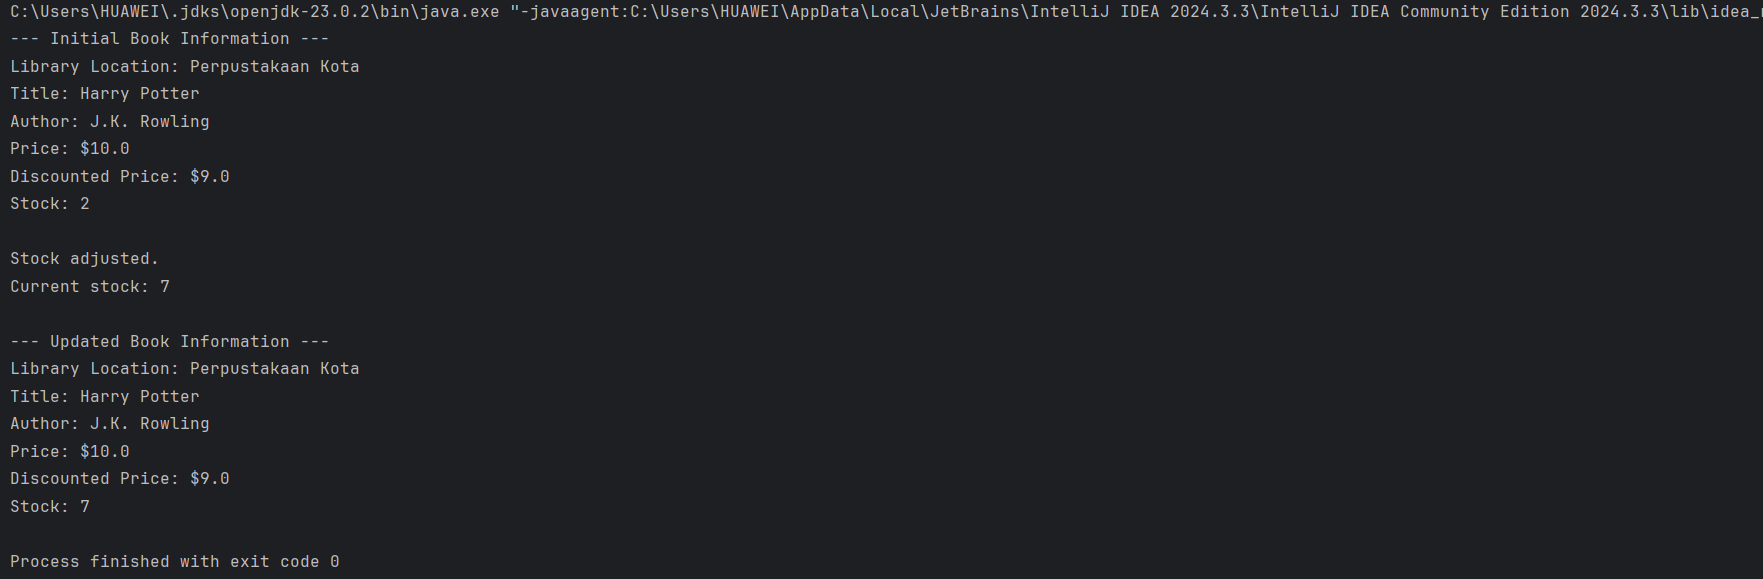 C:\Users\HUAWEI\.jdks\openjdk-23.0.2\bin\java.exe "-javaagent:C:\Users\HUAWEI\AppData\Local\JetBrains\IntelliJ IDEA 2024.3.3\IntelliJ IDEA Community Edition 2024.3.3\lib\idea_
--- Initial Book Information ---
Library Location: Perpustakaan Kota
Title: Harry Potter
Author: J.K. Rowling
Price: $10.0
Discounted Price: $9.0
Stock: 2
Stock adjusted.
Current stock: 7
--- Updated Book Information ---
Library Location: Perpustakaan Kota
Title: Harry Potter
Author: J.K. Rowling
Price: $10.0
Discounted Price: $9.0
Stock: 7
Process finished with exit code 0